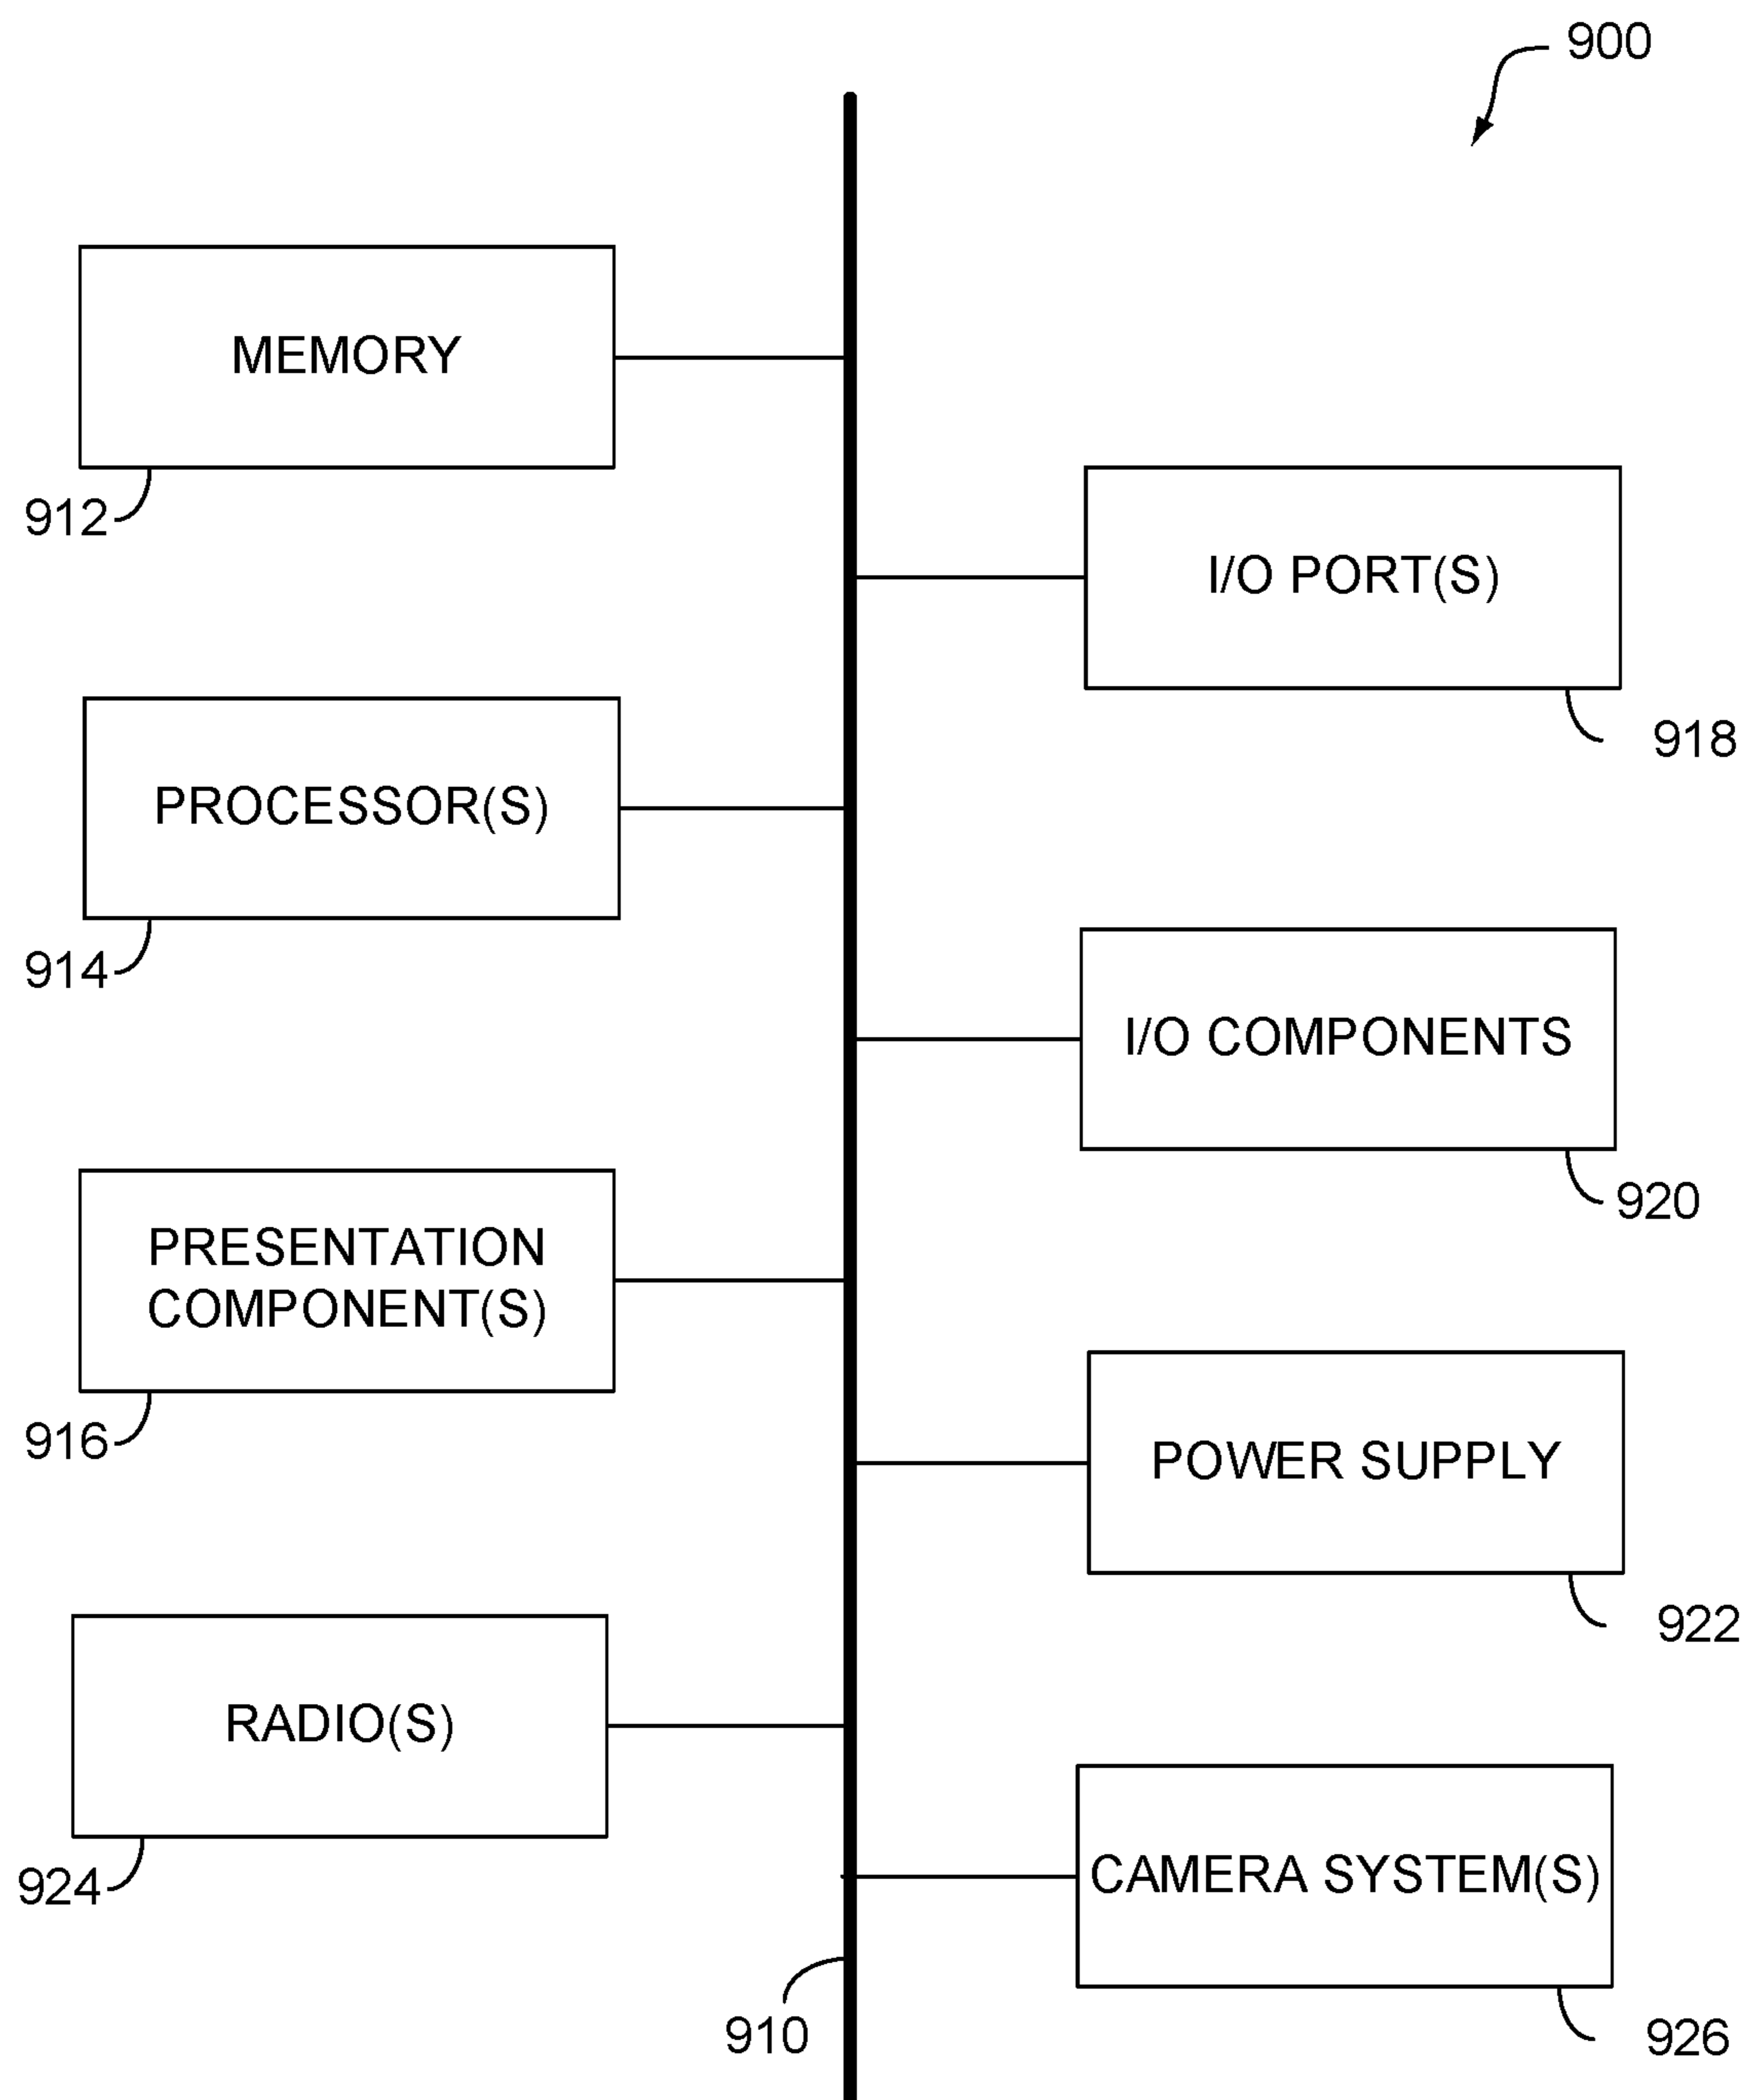 900
MEMORY
912
I/O PORT(S)
918
PROCESSOR(S)
914
I/O COMPONENTS
920
PRESENTATION
COMPONENT(S)
916
POWER SUPPLY
922
RADIO(S)
924
CAMERA SYSTEM(S)
926
910